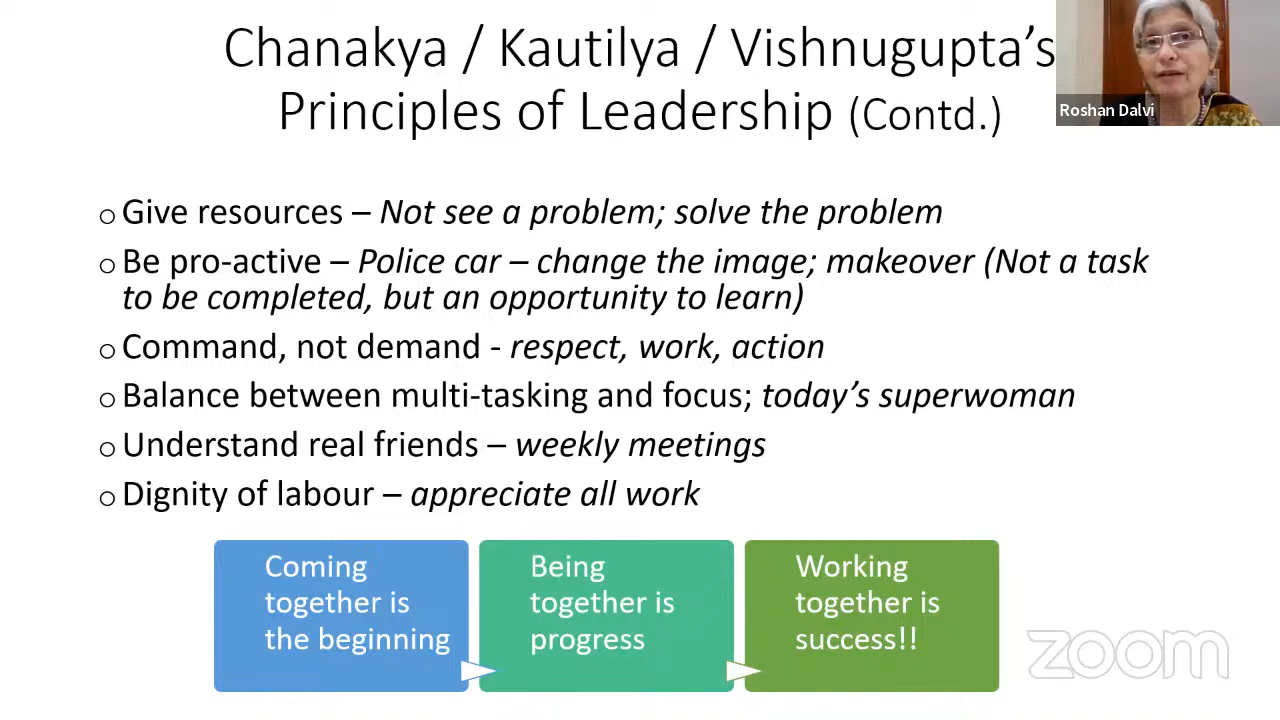 Chanakya / Kautilya / Vishnugupta's
Principles of Leadership (Contd.)
Roshan Dalvi
o Give resources – Not see a problem; solve the problem
o Be pro-active – Police car – change the image; makeover (Not a task
to be completed, but an opportunity to learn)
o Command, not demand - respect, work, action
o Balance between multi-tasking and focus; today's superwoman
o Understand real friends – weekly meetings
o Dignity of labour – appreciate all work
Coming
together is
the beginning
Being
together is
progress
Working
together is
success!!
zoom